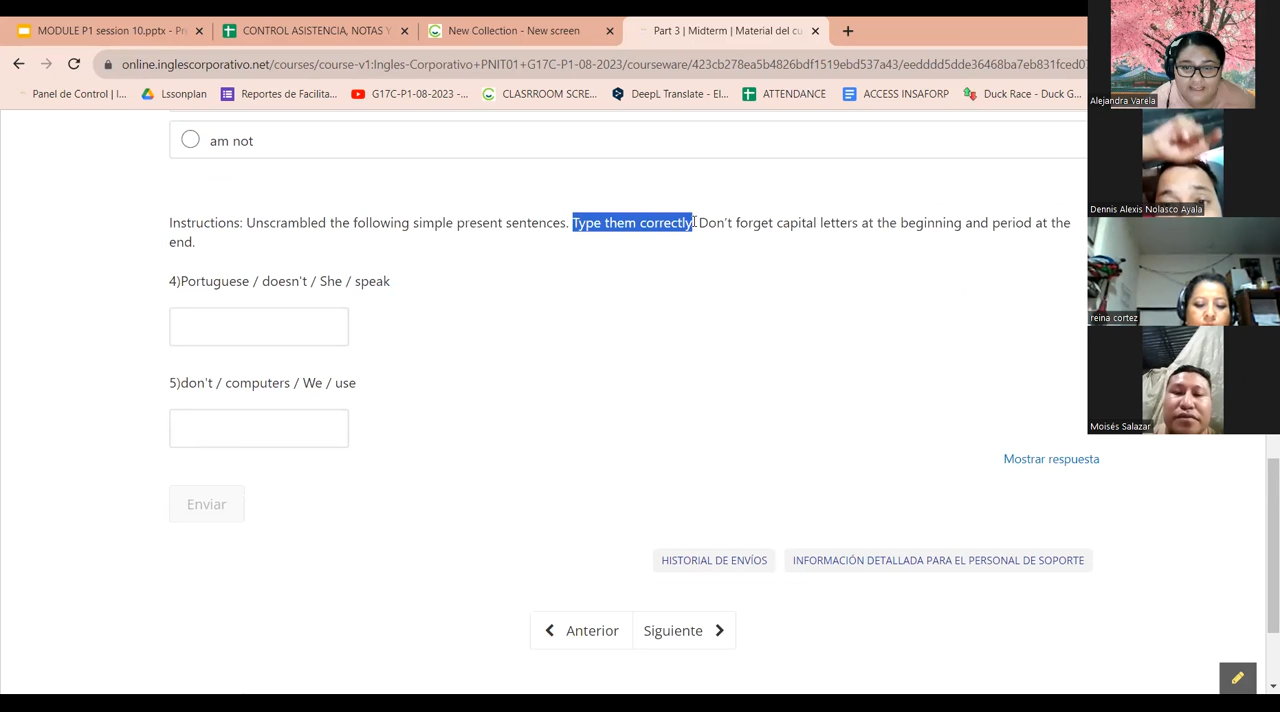 MODULE P1 session 10.pptx - Pr
CONTROL ASISTENCIA, NOTAS Y
New Collection - New screen
Part 3 | Midterm | Material del cu
online.inglescorporativo.net/courses/course-v1:Ingles-Corporativo+PNIT01+G17C-P1-08-2023/courseware/423cb278ea5b4826bdf1519ebd537a43/eedddd5dde36468ba7eb831fced07
Panel de Control | I...
Lssonplan
Reportes de Facilita...
G17C-P1-08-2023 -...
CLASRROOM SCRE...
DeepL Translate - El...
ATTENDANCE
ACCESS INSAFORP
Duck Race - Duck G...
Alejandra Varela
am not
Dennis Alexis Nolasco Ayala
Instructions: Unscrambled the following simple present sentences. Type them correctly. Don't forget capital letters at the beginning and period at the
end.
4)Portuguese / doesn't / She / speak
reina cortez
5)don't / computers / We / use
Moisés Salazar
Mostrar respuesta
Enviar
HISTORIAL DE ENVÍOS
INFORMACIÓN DETALLADA PARA EL PERSONAL DE SOPORTE
Anterior
Siguiente